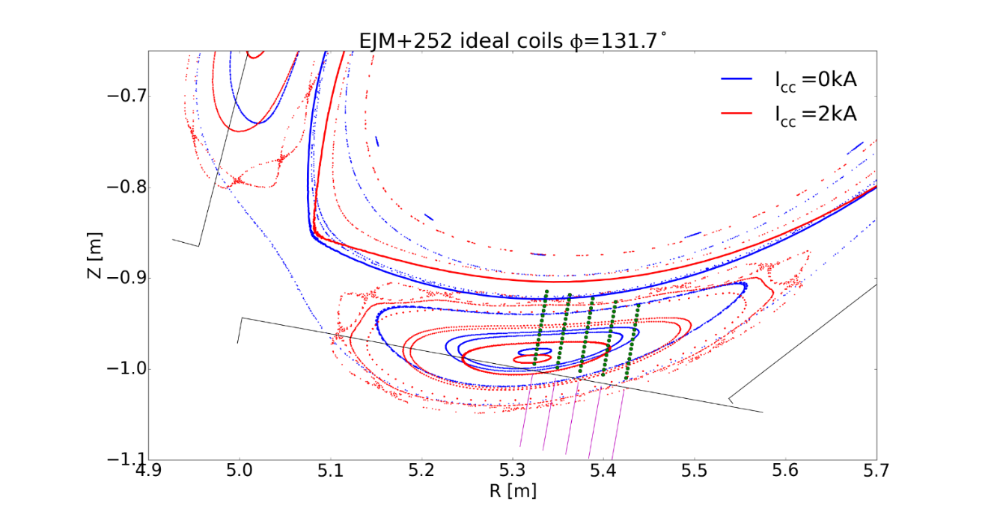 EJM+252 ideal coils ϕ=131.7°
I_cc=0kA
I_cc=2kA
−0.7
−0.8
−0.9
−1.0
−1.1
Z [m]
4.9 5.0 5.1 5.2 5.3 5.4 5.5 5.6 5.7
R [m]